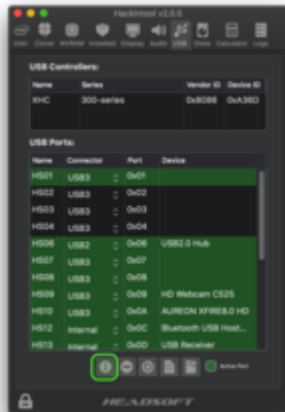 Hackintool v2.0.5
Intel Clover NVRAM Installed Display Audio USB Disks Calculator Logs
USB Controllers:
Name Series Vendor ID Device ID
XHC 300-series 0x8086 0xA36D
USB Ports:
Name Connector Port Device
HS01 USB3 0x01
HS02 USB3 0x02
HS03 USB3 0x03
HS04 USB3 0x04
HS06 USB2 0x06 USB2.0 Hub
HS07 USB3 0x07
HS08 USB3 0x08
HS09 USB3 0x09 HD Webcam C525
HS10 USB3 0x0A AUREON XFIRE8.0 HD
HS12 Internal 0x0C Bluetooth USB Host...
HS13 Internal 0x0D USB Receiver
Active Port
HEADSOFT